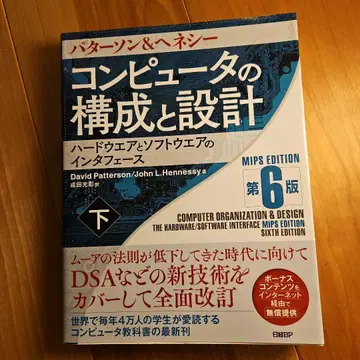 パターソン&ヘネシー
コンピュータの
構成と設計
ハードウエアとソフトウエアの
インタフェース
David Patterson/John L.Hennessy 著
成田光彰 訳
MIPS EDITION
第6版
下
COMPUTER ORGANIZATION & DESIGN
THE HARDWARE/SOFTWARE INTERFACE MIPS EDITION
SIXTH EDITION
ムーアの法則が低下してきた時代に向けて
DSAなどの新技術を
カバーして全面改訂
世界で毎年4万人の学生が愛読する
コンピュータ教科書の最新刊
ボーナス
コンテンツを
インターネット
経由で
無償提供
日経BP